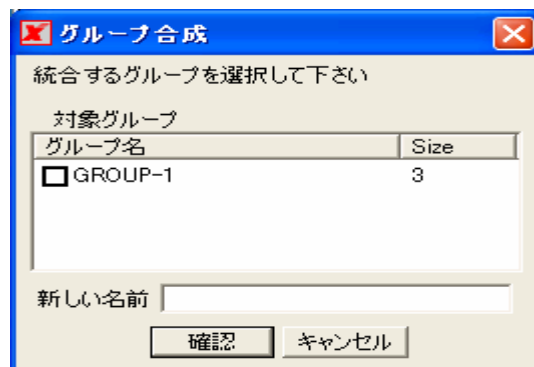 グループ合成
統合するグループを選択して下さい
対象グループ
グループ名 Size
GROUP-1 3
新しい名前
確認 キャンセル